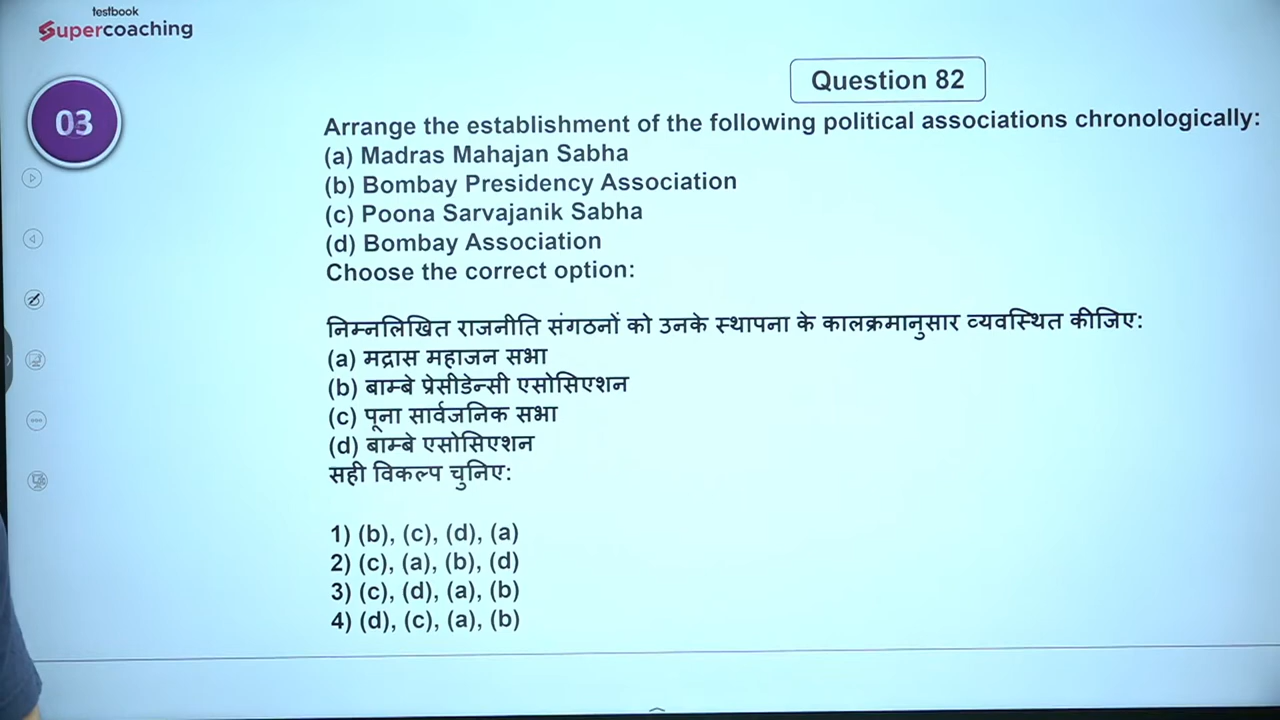 testbook
Supercoaching
03
Question 82
Arrange the establishment of the following political associations chronologically:
(a) Madras Mahajan Sabha
(b) Bombay Presidency Association
(c) Poona Sarvajanik Sabha
(d) Bombay Association
Choose the correct option:
निम्नलिखित राजनीति संगठनों को उनके स्थापना के कालक्रमानुसार व्यवस्थित कीजिए:
(a) मद्रास महाजन सभा
(b) बाम्बे प्रेसीडेन्सी एसोसिएशन
(c) पूना सार्वजनिक सभा
(d) बाम्बे एसोसिएशन
सही विकल्प चुनिए:
1) (b), (c), (d), (a)
2) (c), (a), (b), (d)
3) (c), (d), (a), (b)
4) (d), (c), (a), (b)